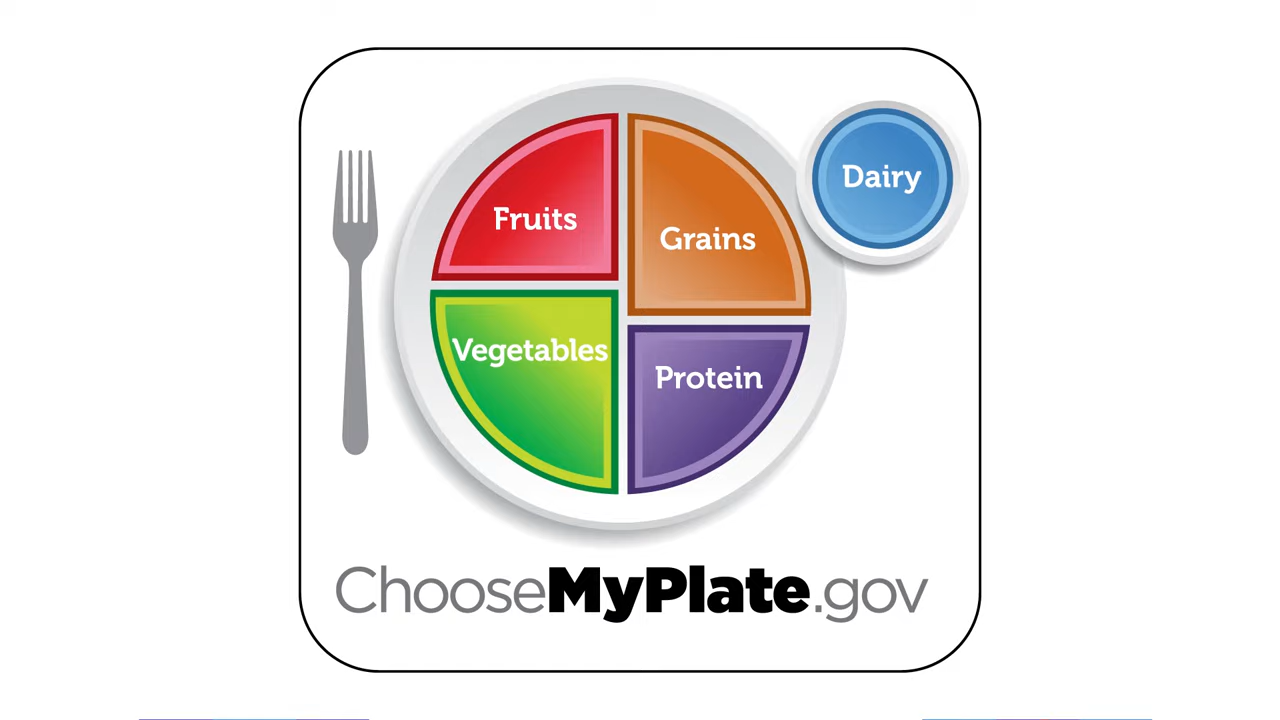 Fruits
Grains
Dairy
Vegetables
Protein
ChooseMyPlate.gov